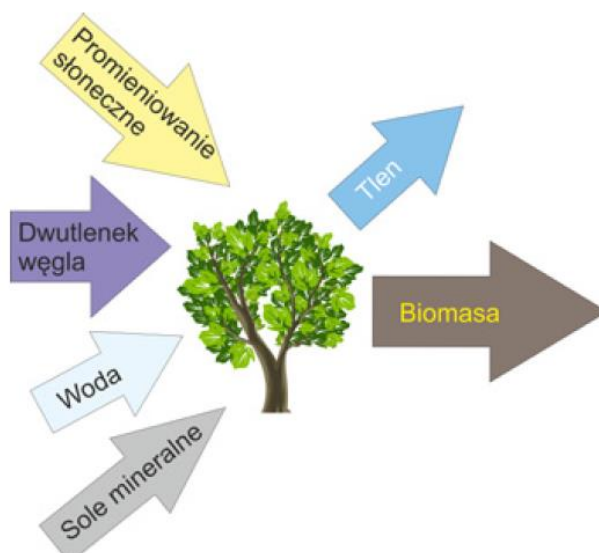 Promieniowanie
słoneczne
Tlen
Dwutlenek
węgla
Biomasa
Woda
Sole mineralne